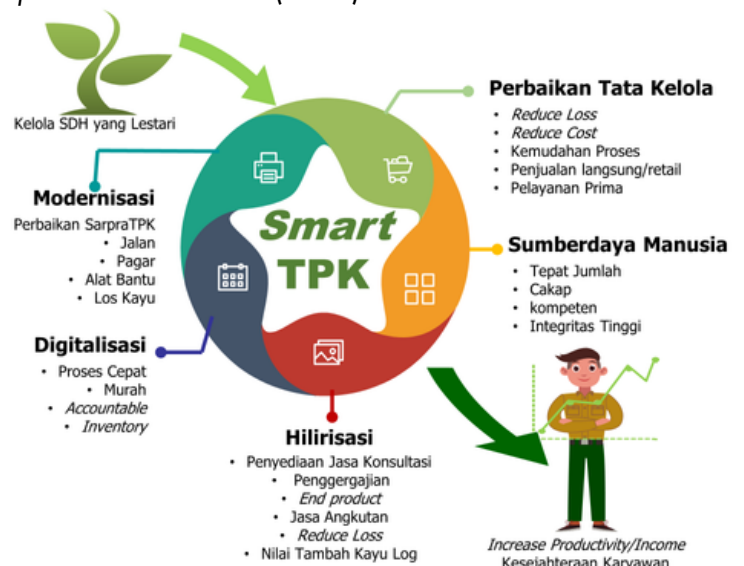 Kelola SDH yang Lestari
Perbaikan Tata Kelola
• Reduce Loss
• Reduce Cost
• Kemudahan Proses
• Penjualan langsung/retail
• Pelayanan Prima
Modernisasi
Perbaikan SarpraTPK
• Jalan
• Pagar
• Alat Bantu
• Los Kayu
Smart
TPK
Sumberdaya Manusia
• Tepat Jumlah
• Cakap
• kompeten
• Integritas Tinggi
Digitalisasi
• Proses Cepat
• Murah
• Accountable
• Inventory
Hilirisasi
• Penyediaan Jasa Konsultasi
• Penggergajian
• End product
• Jasa Angkutan
• Reduce Loss
• Nilai Tambah Kayu Log
Increase Productivity/Income
Kesejahteraan Karyawan